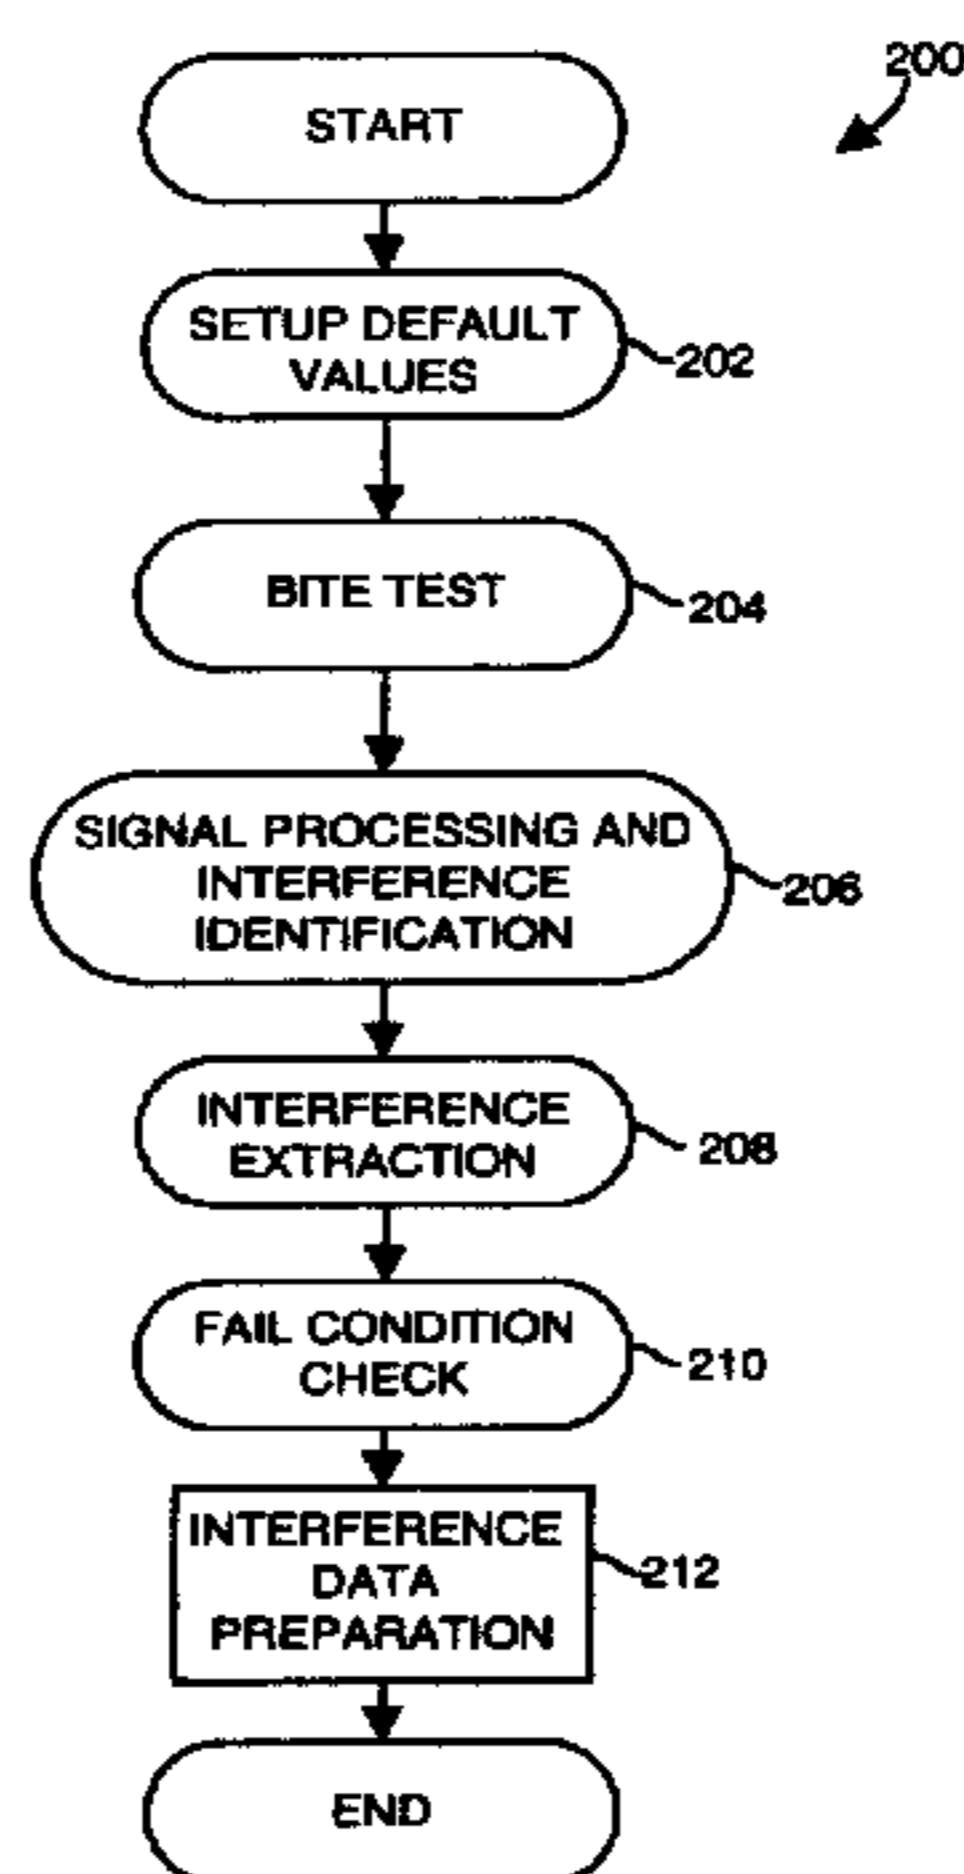 200
START
SETUP DEFAULT
VALUES
202
BITE TEST
204
SIGNAL PROCESSING AND
INTERFERENCE
IDENTIFICATION
206
INTERFERENCE
EXTRACTION
208
FAIL CONDITION
CHECK
210
INTERFERENCE
DATA
PREPARATION
212
END